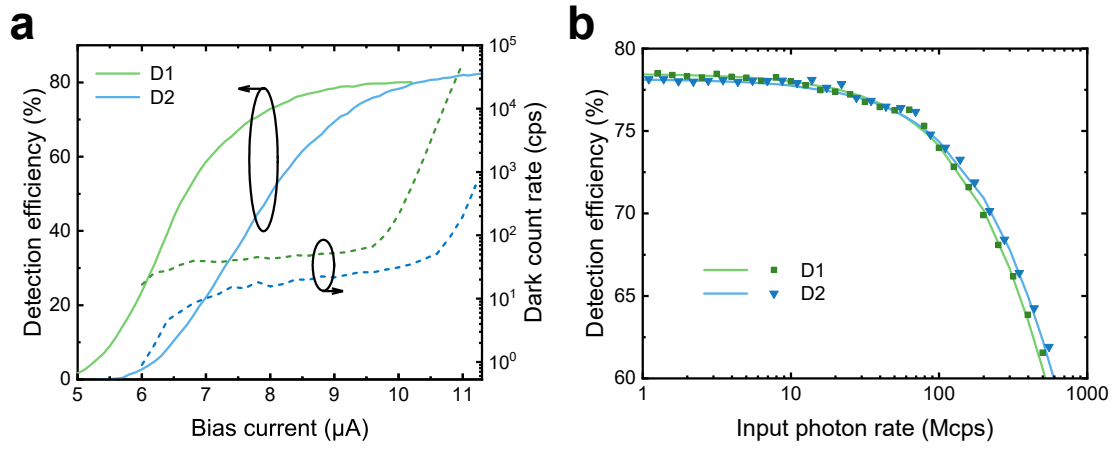 a
D1
D2
Detection efficiency (%)
0
20
40
60
80
5
6
7
8
9
10
11
Bias current (μA)
10^0
10^1
10^2
10^3
10^4
10^5
Dark count rate (cps)
b
Detection efficiency (%)
80
75
70
65
60
D1
D2
1
10
100
1000
Input photon rate (Mcps)